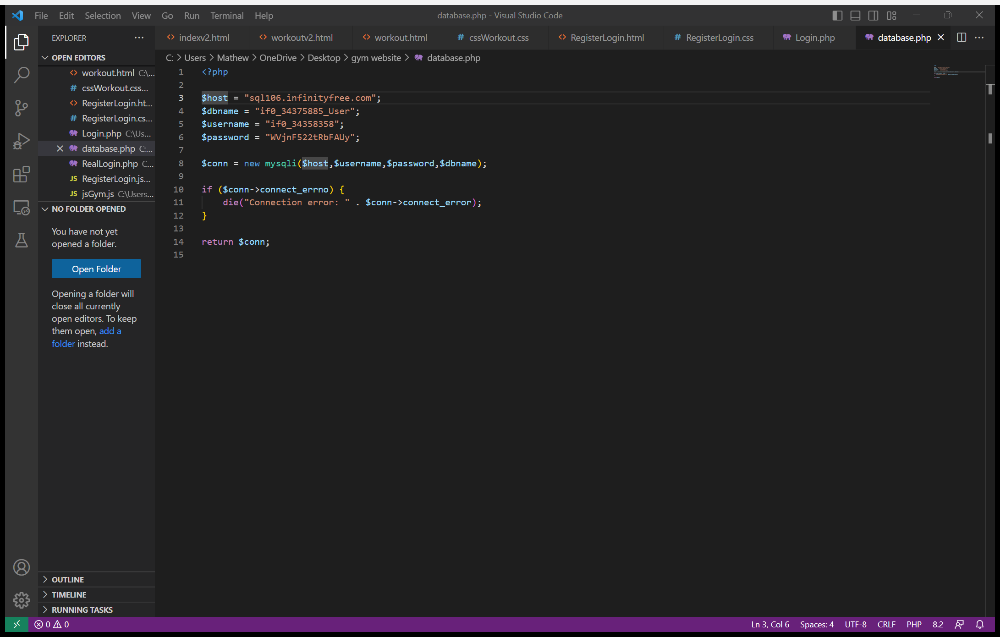 File Edit Selection View Go Run Terminal Help
database.php - Visual Studio Code
EXPLORER
indexv2.html
workoutv2.html
workout.html
# cssWorkout.css
RegisterLogin.html
# RegisterLogin.css
Login.php
database.php
OPEN EDITORS
workout.html C:\...
# cssWorkout.css...
RegisterLogin.ht...
# RegisterLogin.cs...
Login.php C:\Us...
database.php C:...
RealLogin.php C...
JS RegisterLogin.js...
JS jsGym.js C:\Users...
NO FOLDER OPENED
You have not yet
opened a folder.
Open Folder
Opening a folder will
close all currently
open editors. To keep
them open, add a
folder instead.
OUTLINE
TIMELINE
RUNNING TASKS
C: > Users > Mathew > OneDrive > Desktop > gym website > database.php
1 <?php
2
3 $host = "sql106.infinityfree.com";
4 $dbname = "if0_34375885_User";
5 $username = "if0_34358358";
6 $password = "WVjnF522tRbFAUy";
7
8 $conn = new mysqli($host,$username,$password,$dbname);
9
10 if ($conn->connect_errno) {
11 die("Connection error: " . $conn->connect_error);
12 }
13
14 return $conn;
15
0 0
Ln 3, Col 6 Spaces: 4 UTF-8 CRLF PHP 8.2